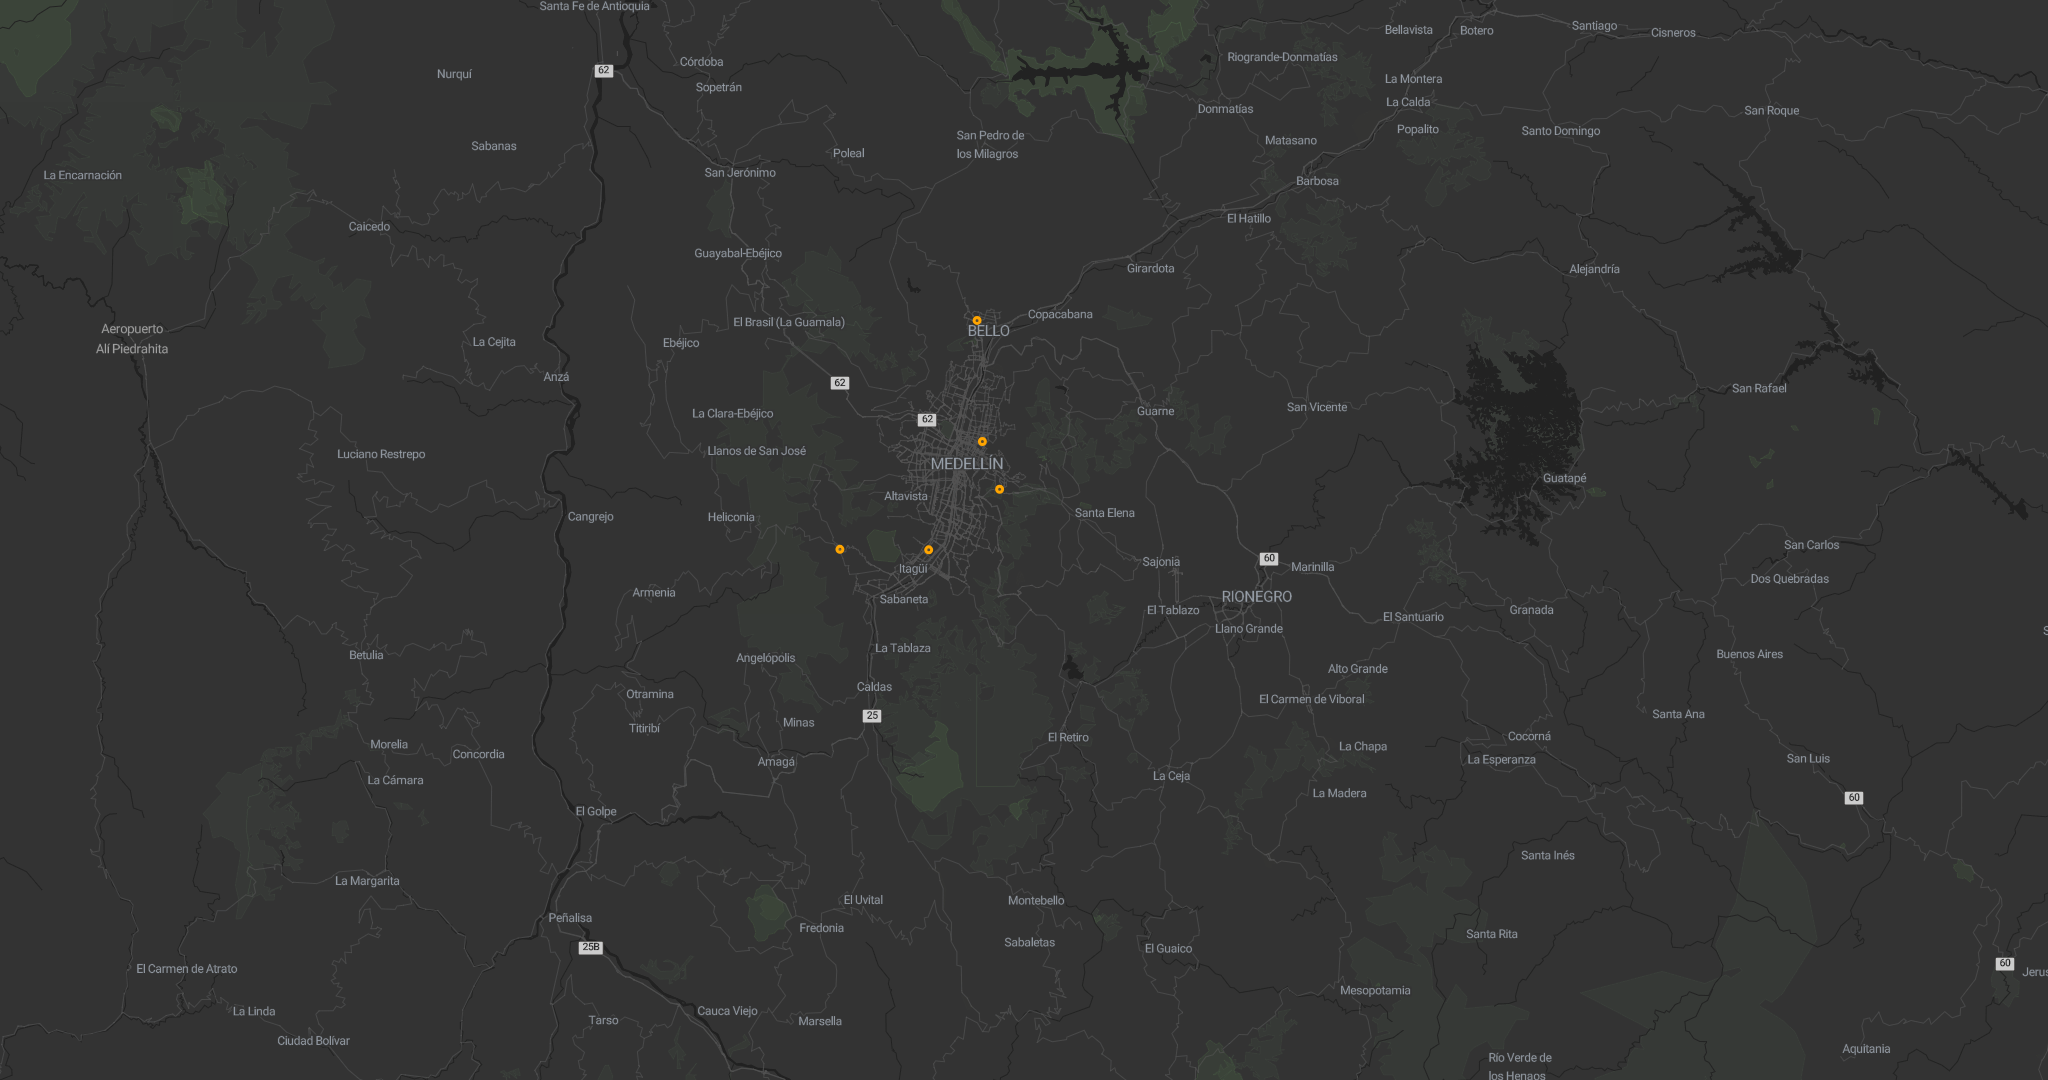 Santa Fe de Antioquia
62
Nurquí
Córdoba
Sopetrán
Bellavista
Botero
Santiago
Cisneros
Riogrande-Donmatías
La Montera
La Calda
Donmatías
San Roque
Popalito
Santo Domingo
San Pedro de
los Milagros
Matasano
Sabanas
Poleal
La Encarnación
San Jerónimo
Barbosa
Caicedo
El Hatillo
Guayabal-Ebéjico
Girardota
Alejandría
Aeropuerto
Alí Piedrahita
El Brasil (La Guamala)
BELLO
Copacabana
La Cejita
Ebéjico
Anzá
62
San Rafael
La Clara-Ebéjico
62
Guarne
San Vicente
Luciano Restrepo
Llanos de San José
MEDELLÍN
Guatapé
Altavista
Cangrejo
Heliconia
Santa Elena
San Carlos
Itagüí
Sajonia
60
Marinilla
Dos Quebradas
Armenia
Sabaneta
RIONEGRO
El Tablazo
Llano Grande
El Santuario
Granada
Betulia
Angelópolis
La Tablaza
Alto Grande
Buenos Aires
Otramina
Caldas
El Carmen de Viboral
Titiribí
Minas
25
Santa Ana
Morelia
Concordia
Amagá
El Retiro
La Chapa
Cocorná
La Esperanza
San Luis
La Cámara
La Ceja
La Madera
60
El Golpe
Santa Inés
La Margarita
El Uvital
Montebello
Peñalisa
Fredonia
Sabaletas
25B
El Guaico
Santa Rita
El Carmen de Atrato
60
Jerus
Mesopotamia
La Linda
Cauca Viejo
Tarso
Marsella
Ciudad Bolívar
Río Verde de
los Henaos
Aquitania